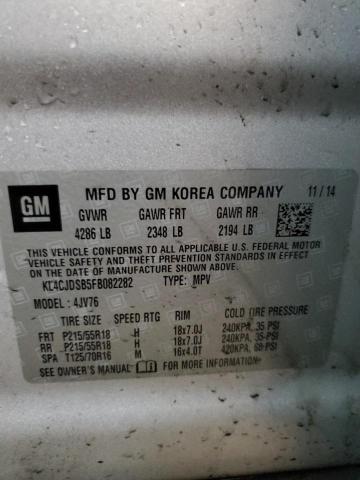 GM
MFD BY GM KOREA COMPANY 11/14
GVWR GAWR FRT GAWR RR
4286 LB 2348 LB 2194 LB
THIS VEHICLE CONFORMS TO ALL APPLICABLE U.S. FEDERAL MOTOR
VEHICLE SAFETY, BUMPER, AND THEFT PREVENTION STANDARDS IN
EFFECT ON THE DATE OF MANUFACTURE SHOWN ABOVE.
KL4CJDSB5FB082282 TYPE: MPV
MODEL: 4JV76
TIRE SIZE SPEED RTG RIM COLD TIRE PRESSURE
FRT P215/55R18 H 18x7.0J 240KPA, 35 PSI
RR P215/55R18 H 18x7.0J 240KPA, 35 PSI
SPA T125/70R16 M 16x4.0T 420KPA, 60 PSI
SEE OWNER'S MANUAL FOR MORE INFORMATION.